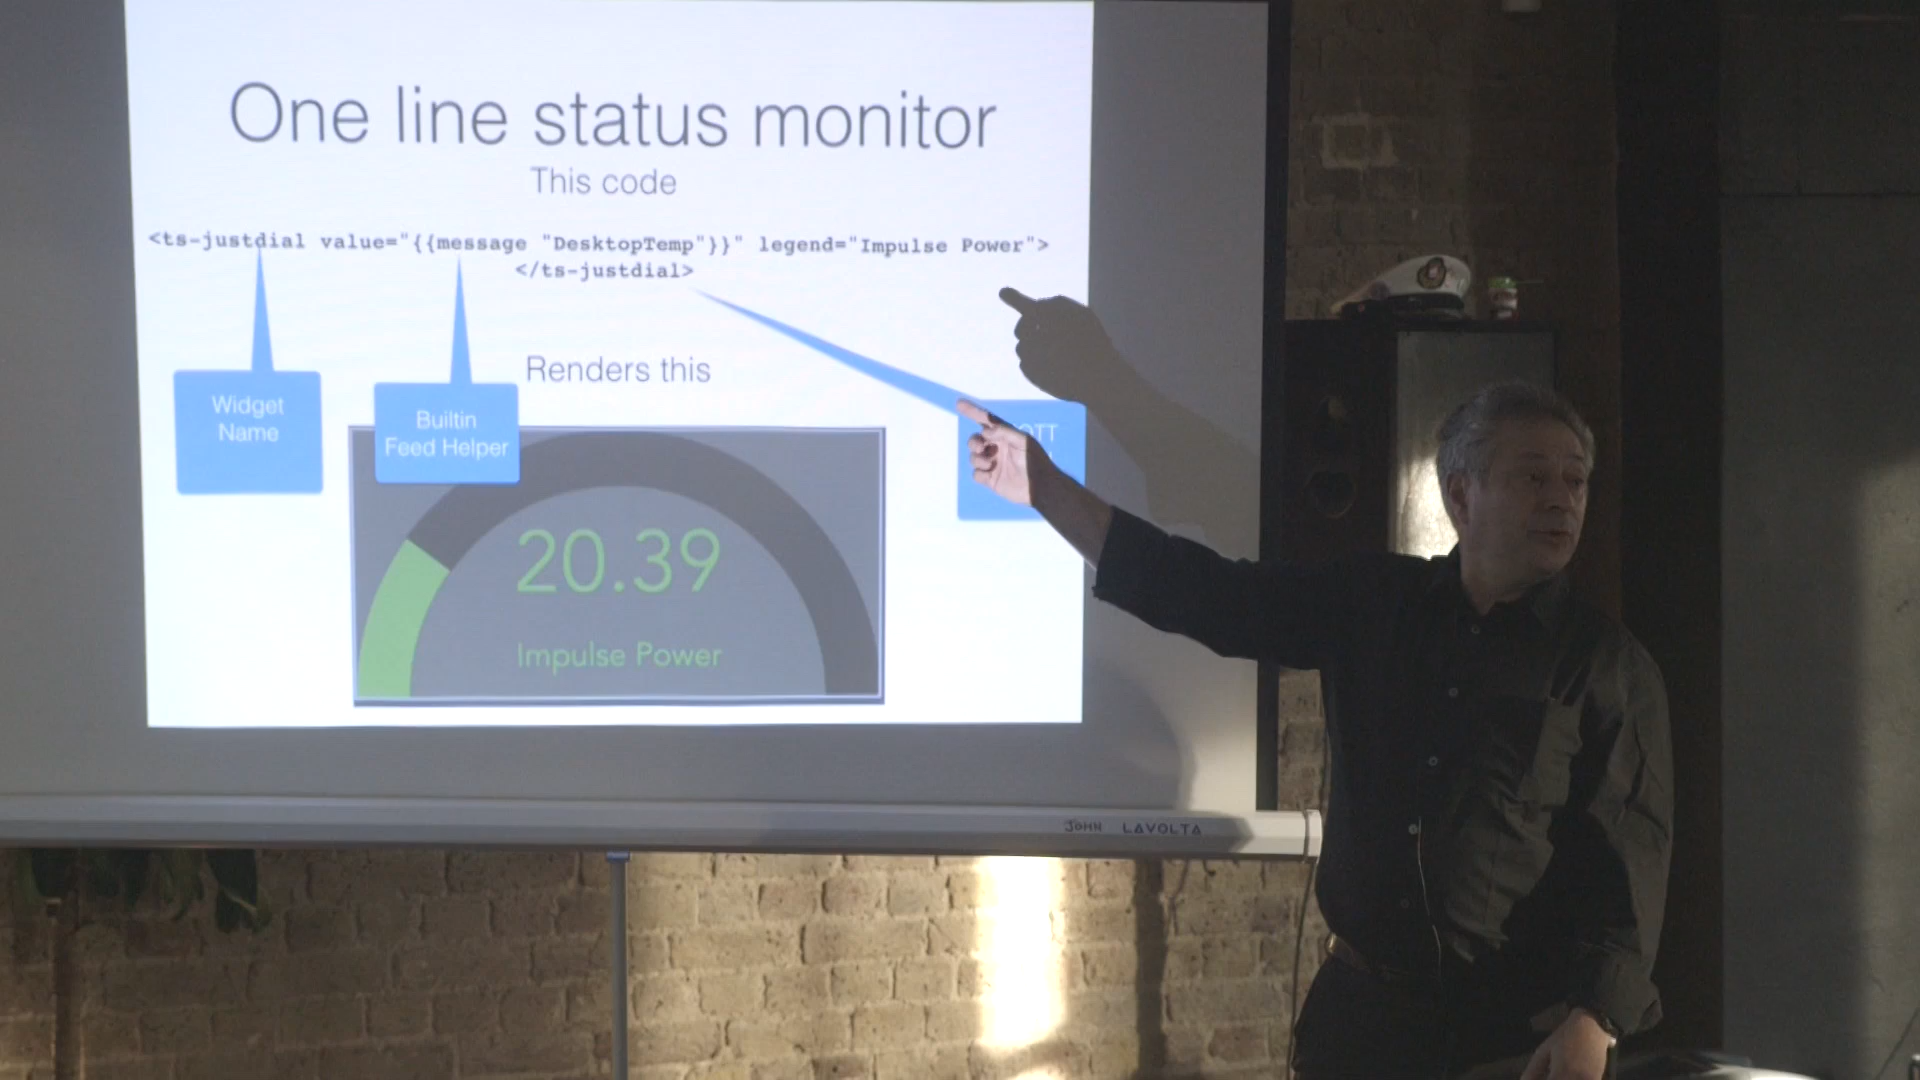 One line status monitor
This code
<ts-justdial value="{{message "DesktopTemp"}}" legend="Impulse Power">
</ts-justdial>
Renders this
Widget
Name
Builtin
Feed Helper
20.39
Impulse Power
JOHN LAVOLTA